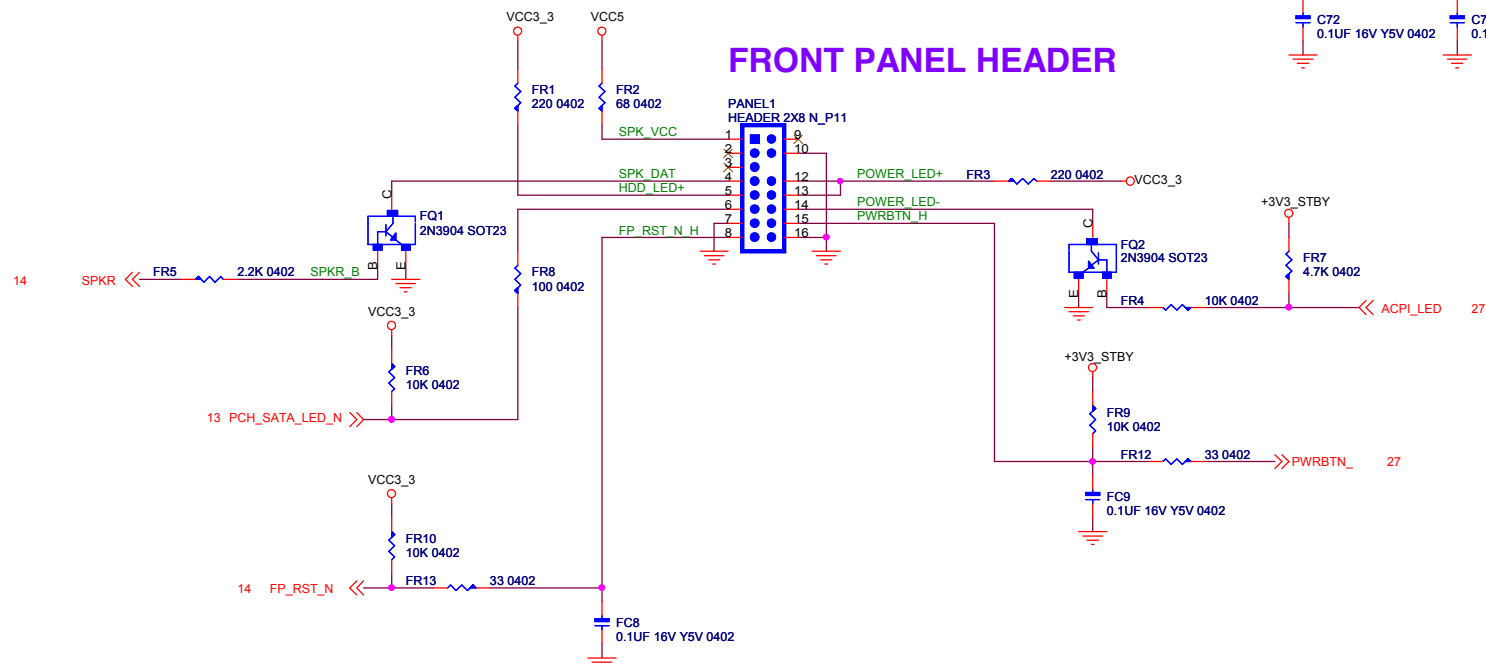 VCC3_3
VCC5
C72
0.1UF 16V Y5V 0402
C7
0.1
FRONT PANEL HEADER
FR1
220 0402
FR2
68 0402
PANEL1
HEADER 2X8 N_P11
SPK_VCC
1
2
3
4
5
6
7
8
9
10
12
13
14
15
16
SPK_DAT
HDD_LED+
FP_RST_N_H
POWER_LED+
FR3
220 0402
VCC3_3
POWER_LED-
PWRBTN_H
+3V3_STBY
C
FQ1
2N3904 SOT23
B
E
C
FQ2
2N3904 SOT23
E
B
FR7
4.7K 0402
14
SPKR
FR5
2.2K 0402
SPKR_B
FR8
100 0402
FR4
10K 0402
ACPI_LED
27
VCC3_3
FR6
10K 0402
13
PCH_SATA_LED_N
+3V3_STBY
FR9
10K 0402
FR12
33 0402
PWRBTN_
27
FC9
0.1UF 16V Y5V 0402
VCC3_3
FR10
10K 0402
14
FP_RST_N
FR13
33 0402
FC8
0.1UF 16V Y5V 0402